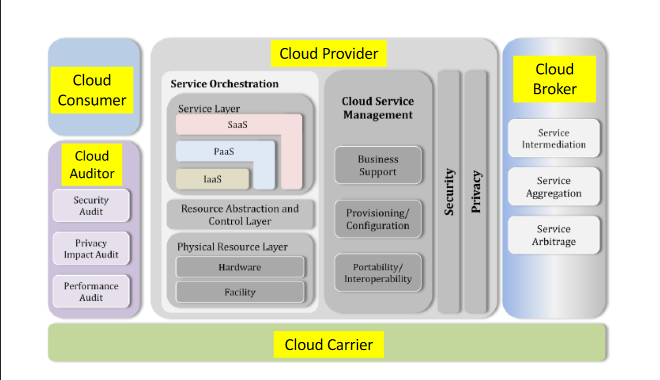 Cloud
Consumer
Cloud
Auditor
Security
Audit
Privacy
Impact Audit
Performance
Audit
Cloud Provider
Service Orchestration
Service Layer
SaaS
PaaS
IaaS
Resource Abstraction and
Control Layer
Physical Resource Layer
Hardware
Facility
Cloud Service
Management
Business
Support
Provisioning/
Configuration
Portability/
Interoperability
Security
Privacy
Cloud
Broker
Service
Intermediation
Service
Aggregation
Service
Arbitrage
Cloud Carrier